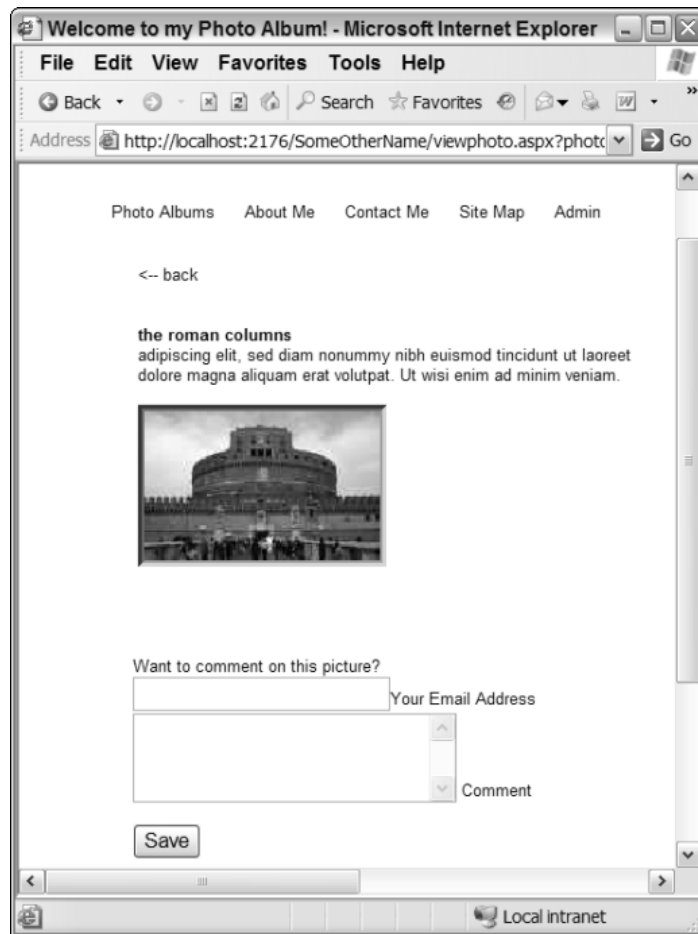 Welcome to my Photo Album! - Microsoft Internet Explorer
File Edit View Favorites Tools Help
Back Search Favorites
Address http://localhost:2176/SomeOtherName/viewphoto.aspx?photo Go
Photo Albums About Me Contact Me Site Map Admin
<-- back
the roman columns
adipiscing elit, sed diam nonummy nibh euismod tincidunt ut laoreet
dolore magna aliquam erat volutpat. Ut wisi enim ad minim veniam.
Want to comment on this picture?
Your Email Address
Comment
Save
Local intranet